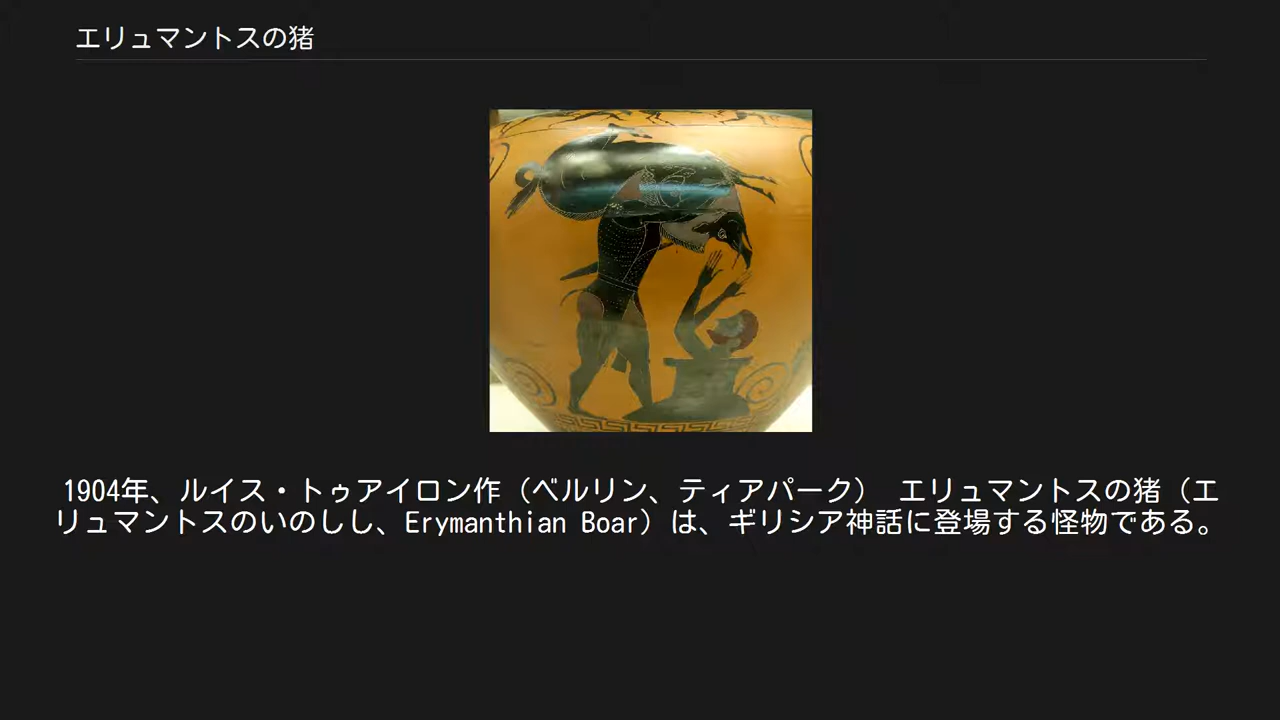 エリュマントスの猪
1904年、ルイス・トゥアイロン作（ベルリン、ティアパーク） エリュマントスの猪（エ
リュマントスのいのしし、Erymanthian Boar）は、ギリシア神話に登場する怪物である。